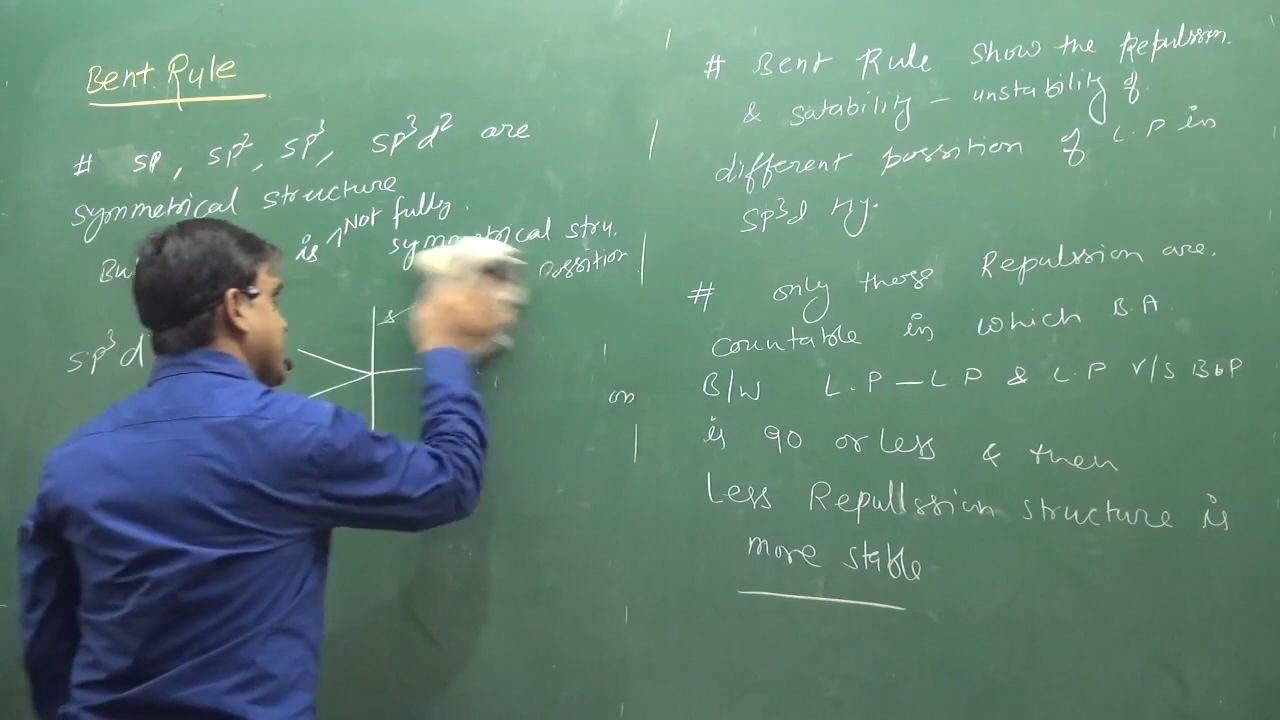 Bent Rule
# sp, sp², sp³, sp³d² are
symmetrical structure
is Not fully
symmetrical stru.
possition
sp³d
# Bent Rule show the Repulsion
& satability - unstability of
different possition of L.P in
sp³d Hy.
# only those Repulssion are
countable in which B.A
B/W L.P - L P & L.P V/S B.P
is 90 or less & then
Less Repullssion structure is
more stable